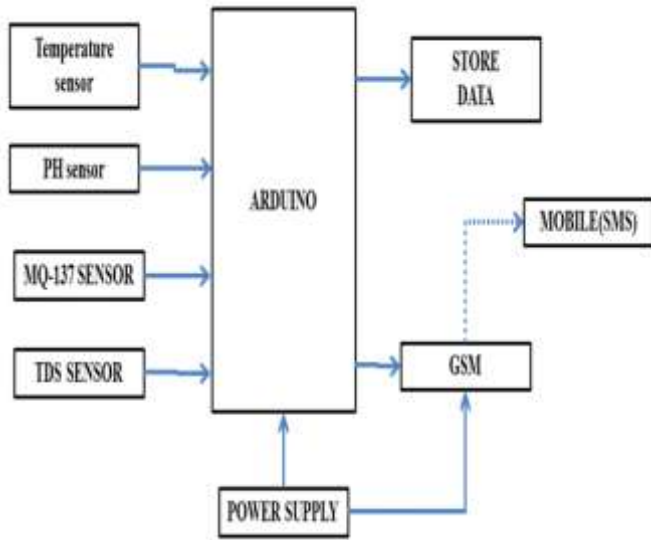 Temperature
sensor
STORE
DATA
PH sensor
ARDUINO
MOBILE(SMS)
MQ-137 SENSOR
TDS SENSOR
GSM
POWER SUPPLY